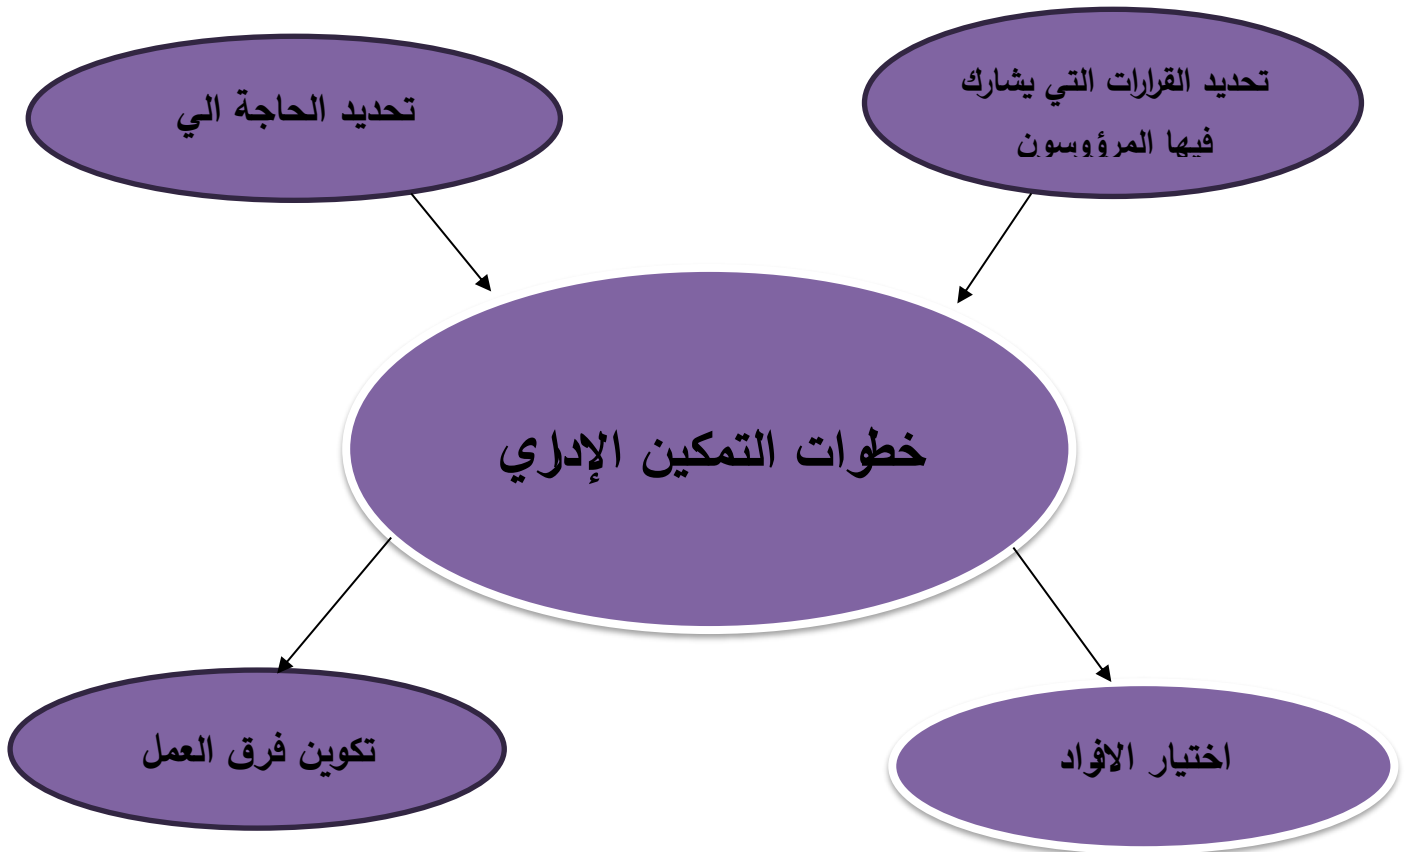 تحديد القرارات التي يشارك
فيها المرؤوسون
تحديد الحاجة الي
خطوات التمكين الإداري
اختيار الافراد
تكوين فرق العمل